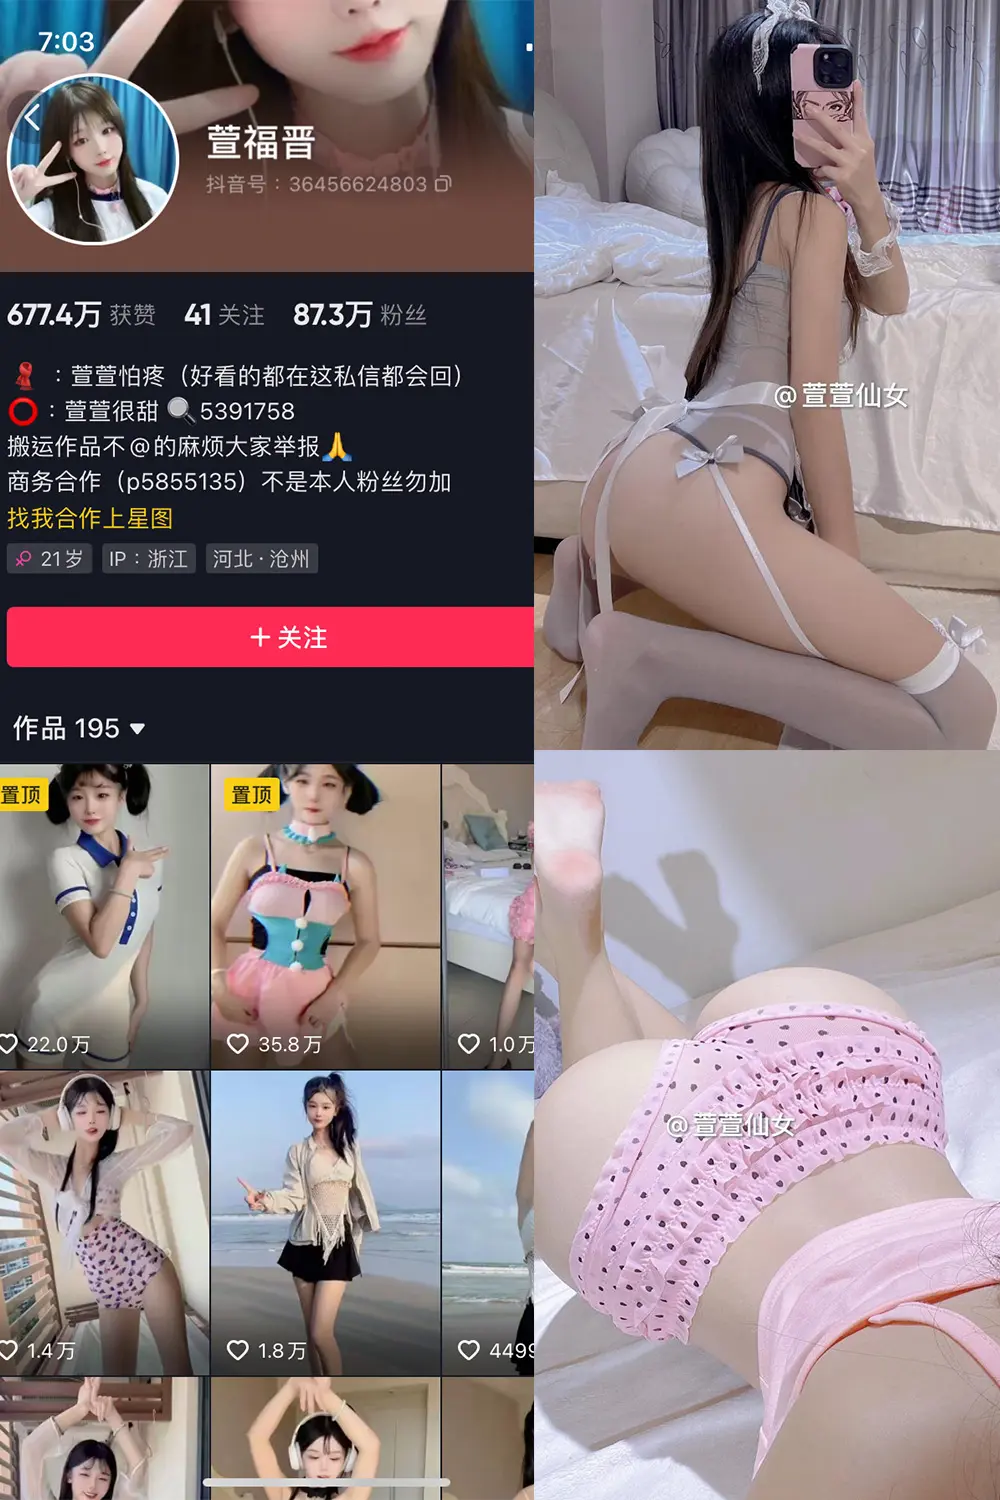 7:03
萱福晋
抖音号：36456624803
677.4万 获赞 41 关注 87.3万 粉丝
：萱萱怕疼（好看的都在这私信都会回）
：萱萱很甜 5391758
搬运作品不@的麻烦大家举报
商务合作（p5855135）不是本人粉丝勿加
找我合作上星图
21岁 IP：浙江 河北·沧州
+ 关注
作品 195
置顶
置顶
22.0万
35.8万
1.0万
1.4万
1.8万
4499
@萱萱仙女
@萱萱仙女